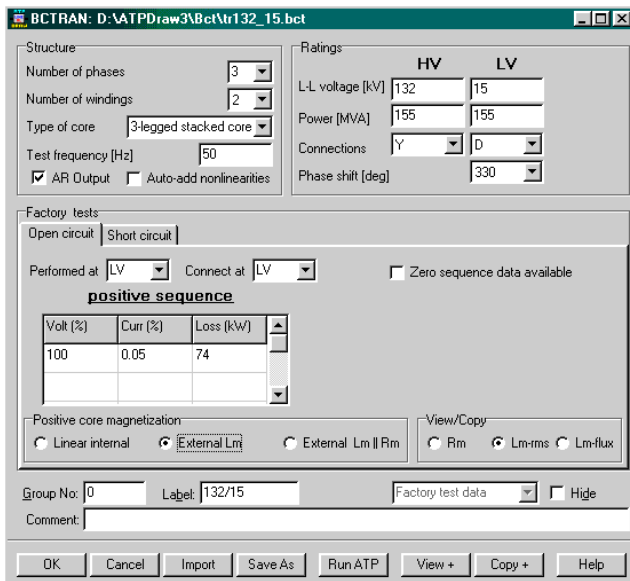 BCTRAN: D:\ATPDraw3\Bct\tr132_15.bct
Structure
Number of phases 3
Number of windings 2
Type of core 3-legged stacked core
Test frequency [Hz] 50
AR Output Auto-add nonlinearities
Ratings
HV LV
L-L voltage [kV] 132 15
Power [MVA] 155 155
Connections Y D
Phase shift [deg] 330
Factory tests
Open circuit Short circuit
Performed at LV Connect at LV Zero sequence data available
positive sequence
Volt (%) Curr (%) Loss (kW)
100 0.05 74
Positive core magnetization
Linear internal External Lm External Lm || Rm
View/Copy
Rm Lm-rms Lm-flux
Group No: 0 Label: 132/15 Factory test data Hide
Comment:
OK Cancel Import Save As Run ATP View + Copy + Help